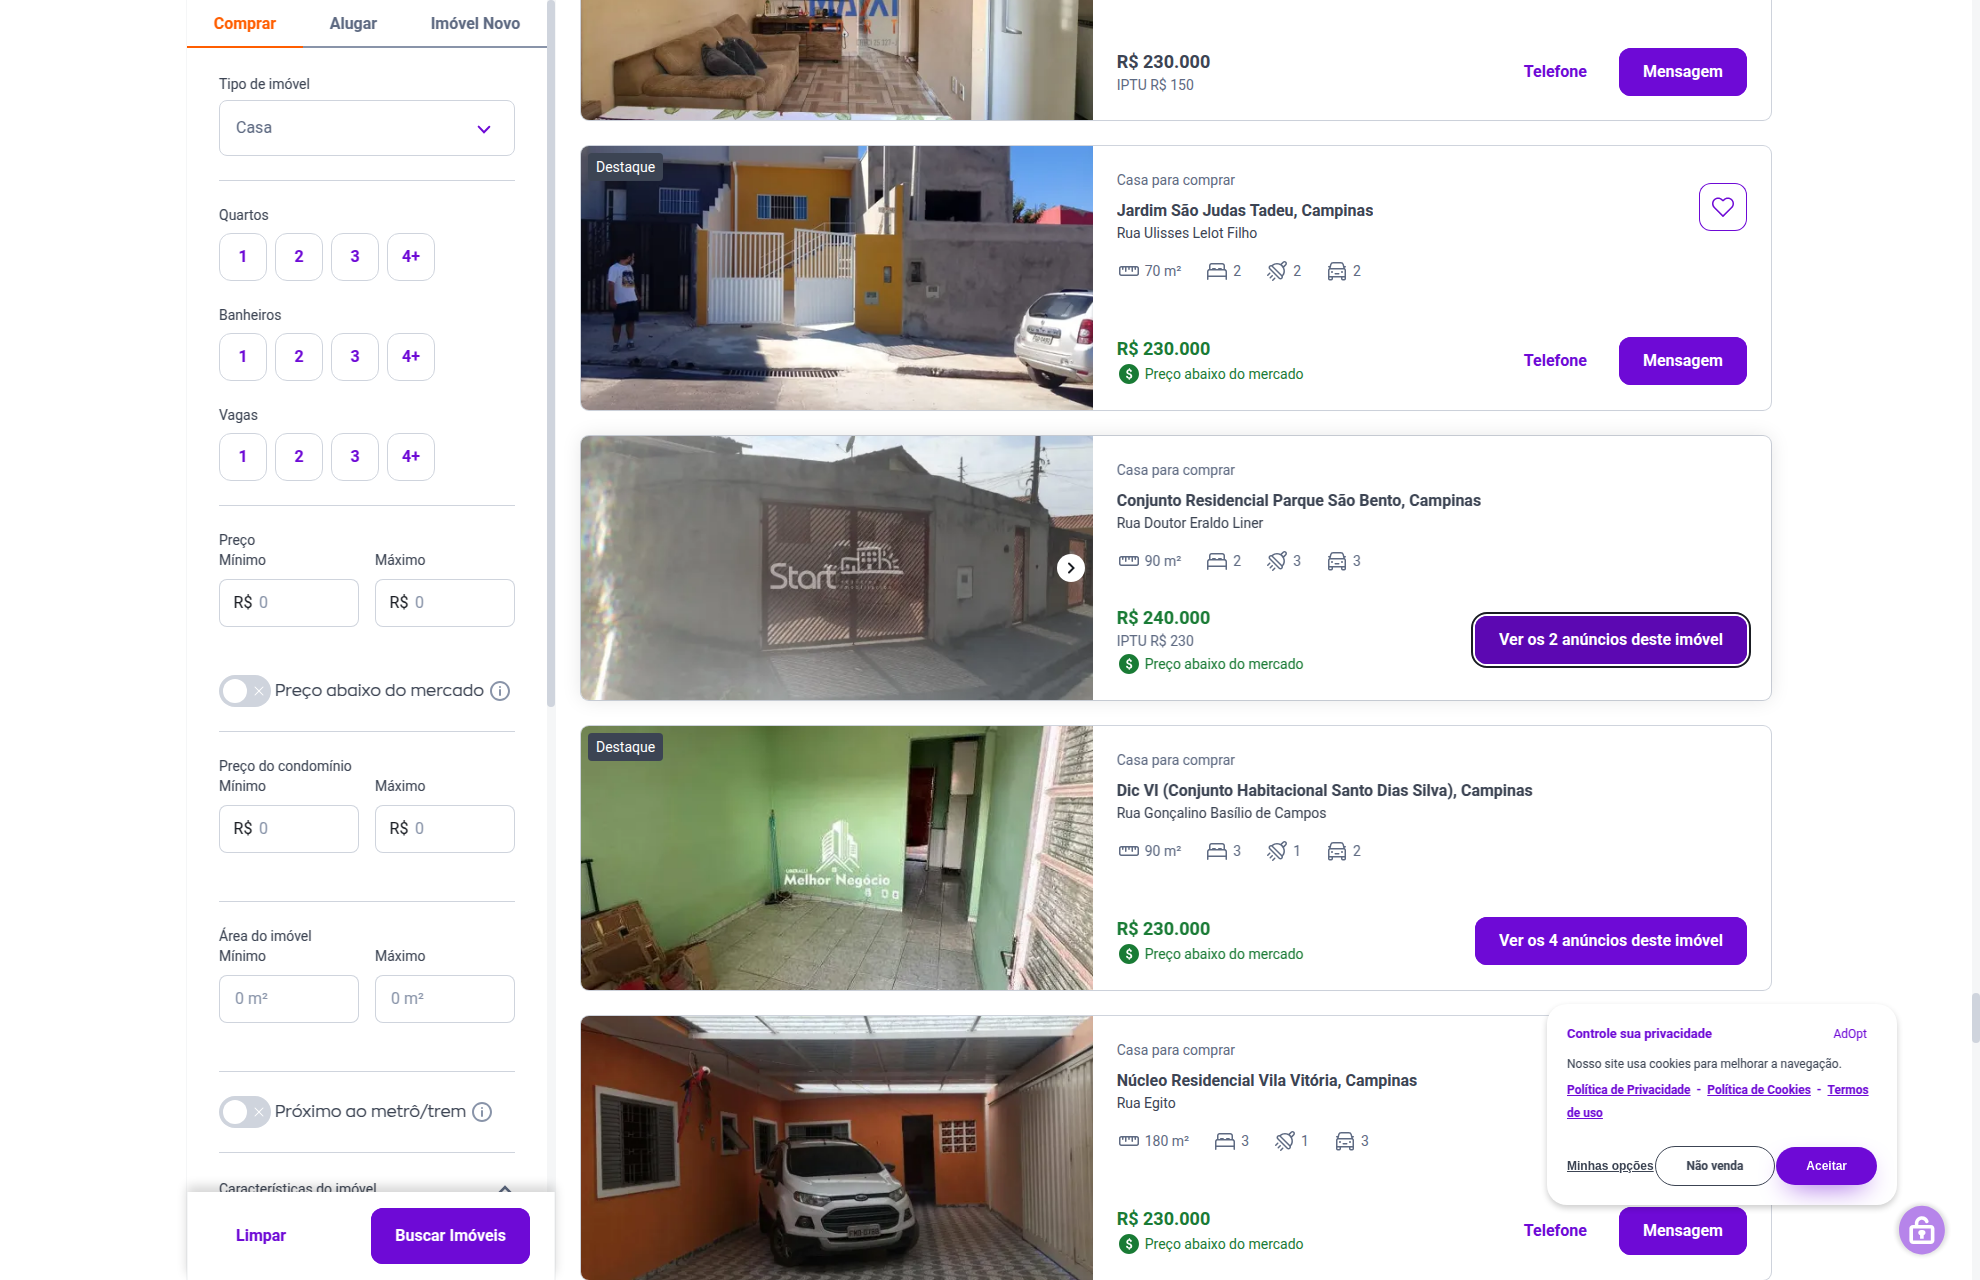 Comprar
Alugar
Imóvel Novo
Tipo de imóvel
Casa
Quartos
1
2
3
4+
Banheiros
1
2
3
4+
Vagas
1
2
3
4+
Preço
Mínimo
Máximo
R$ 0
R$ 0
Preço abaixo do mercado
Preço do condomínio
Mínimo
Máximo
R$ 0
R$ 0
Área do imóvel
Mínimo
Máximo
0 m²
0 m²
Próximo ao metrô/trem
Características do imóvel
Limpar
Buscar Imóveis
R$ 230.000
IPTU R$ 150
Telefone
Mensagem
Destaque
Casa para comprar
Jardim São Judas Tadeu, Campinas
Rua Ulisses Lelot Filho
70 m²
2
2
2
R$ 230.000
Preço abaixo do mercado
Telefone
Mensagem
Start
Casa para comprar
Conjunto Residencial Parque São Bento, Campinas
Rua Doutor Eraldo Liner
90 m²
2
3
3
R$ 240.000
IPTU R$ 230
Preço abaixo do mercado
Ver os 2 anúncios deste imóvel
Destaque
Melhor Negócio
Casa para comprar
Dic VI (Conjunto Habitacional Santo Dias Silva), Campinas
Rua Gonçalino Basílio de Campos
90 m²
3
1
2
R$ 230.000
Preço abaixo do mercado
Ver os 4 anúncios deste imóvel
Casa para comprar
Núcleo Residencial Vila Vitória, Campinas
Rua Egito
180 m²
3
1
3
R$ 230.000
Preço abaixo do mercado
Telefone
Mensagem
Controle sua privacidade
AdOpt
Nosso site usa cookies para melhorar a navegação.
Política de Privacidade - Política de Cookies - Termos
de uso
Minhas opções
Não venda
Aceitar